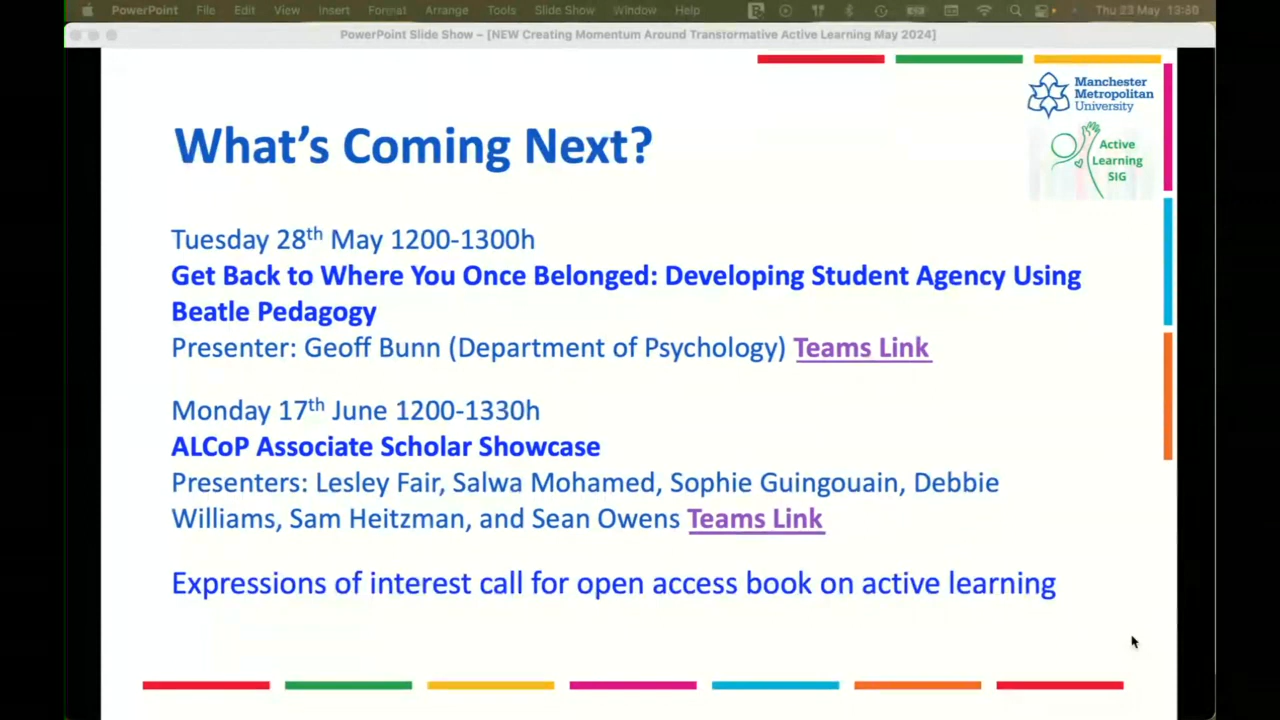 PowerPoint File Edit View Insert Format Arrange Tools Slide Show Window Help Thu 23 May 13:50
PowerPoint Slide Show – [NEW Creating Momentum Around Transformative Active Learning May 2024]
Manchester
Metropolitan
University
Active
Learning
SIG
What’s Coming Next?
Tuesday 28th May 1200-1300h
Get Back to Where You Once Belonged: Developing Student Agency Using
Beatle Pedagogy
Presenter: Geoff Bunn (Department of Psychology) Teams Link
Monday 17th June 1200-1330h
ALCoP Associate Scholar Showcase
Presenters: Lesley Fair, Salwa Mohamed, Sophie Guingouain, Debbie
Williams, Sam Heitzman, and Sean Owens Teams Link
Expressions of interest call for open access book on active learning